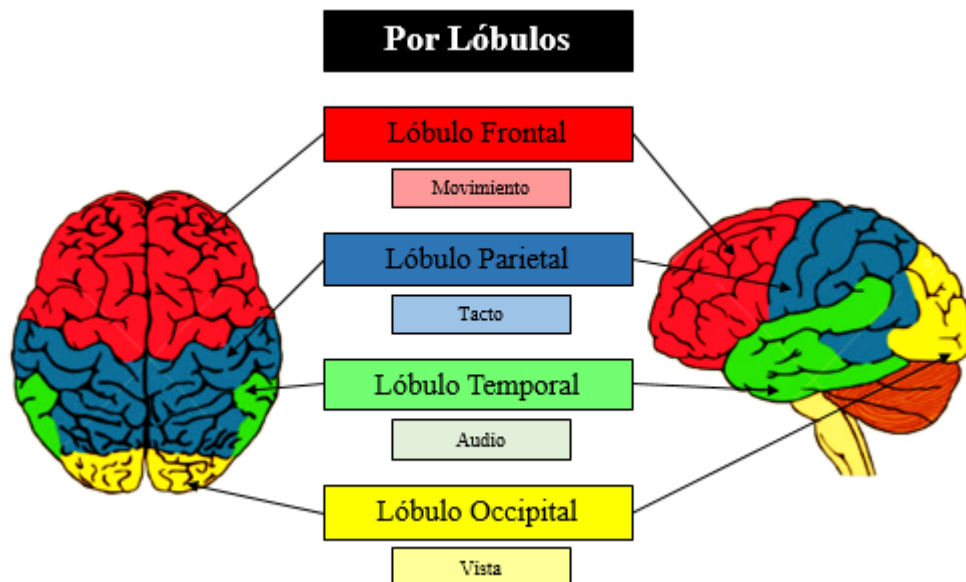 Por Lóbulos
Lóbulo Frontal
Movimiento
Lóbulo Parietal
Tacto
Lóbulo Temporal
Audio
Lóbulo Occipital
Vista